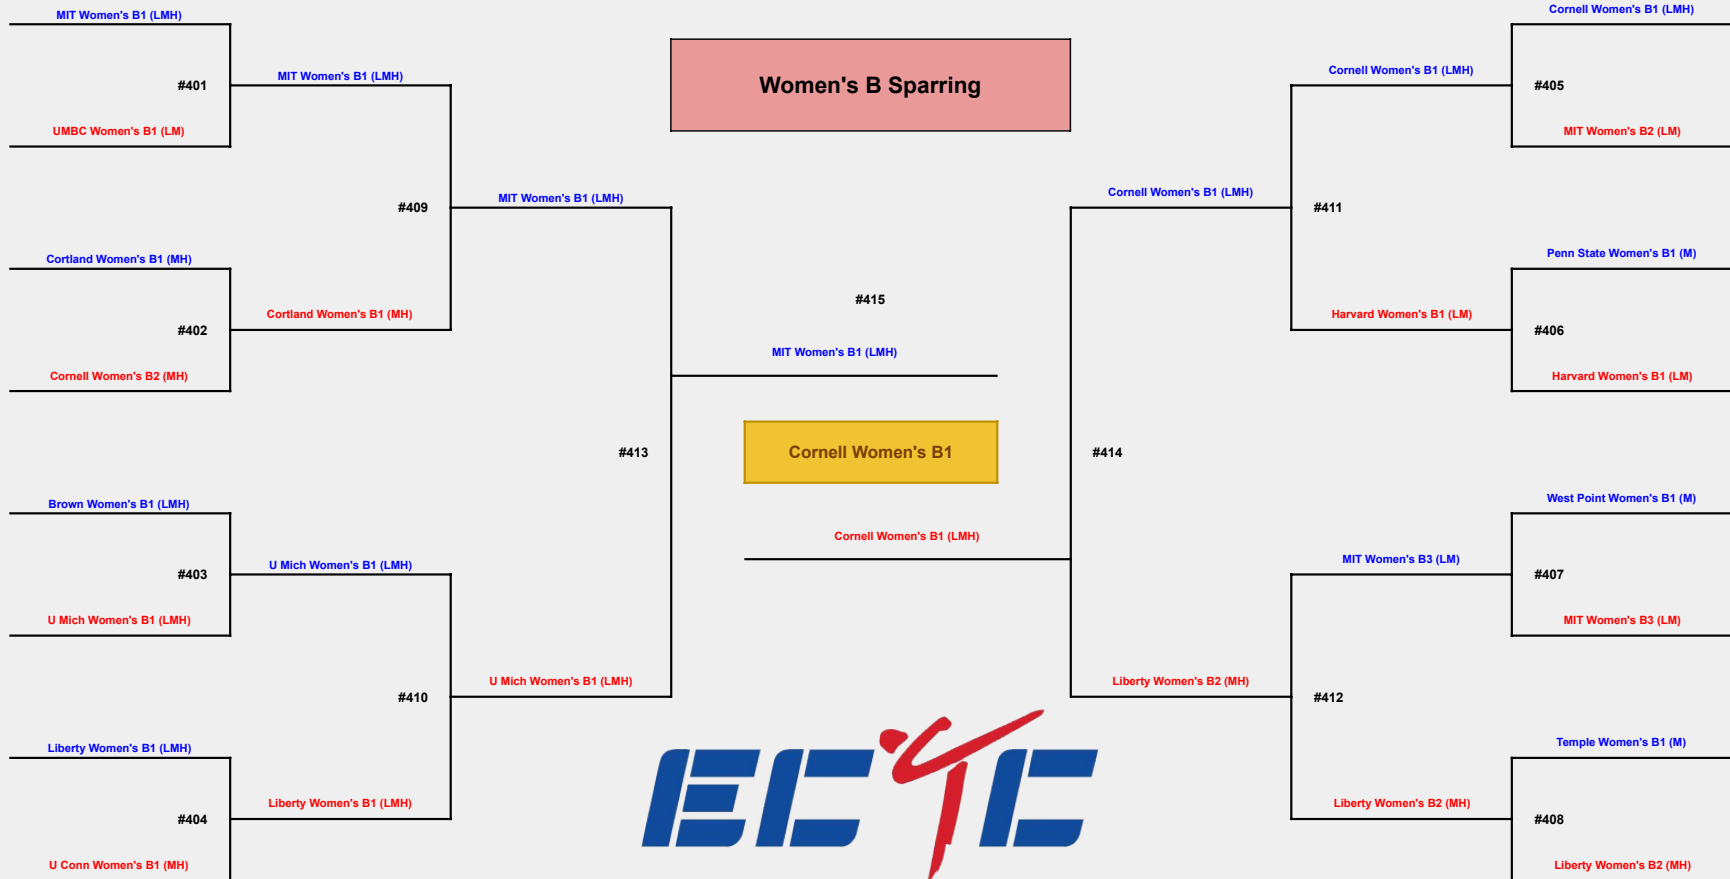 Women's B Sparring
MIT Women's B1 (LMH)
#401
UMBC Women's B1 (LM)
MIT Women's B1 (LMH)
#409
Cortland Women's B1 (MH)
#402
Cornell Women's B2 (MH)
Cortland Women's B1 (MH)
MIT Women's B1 (LMH)
#413
Brown Women's B1 (LMH)
#403
U Mich Women's B1 (LMH)
U Mich Women's B1 (LMH)
#410
Liberty Women's B1 (LMH)
#404
U Conn Women's B1 (MH)
Liberty Women's B1 (LMH)
U Mich Women's B1 (LMH)
#415
MIT Women's B1 (LMH)
Cornell Women's B1
Cornell Women's B1 (LMH)
Cornell Women's B1 (LMH)
#405
MIT Women's B2 (LM)
Cornell Women's B1 (LMH)
#411
Penn State Women's B1 (M)
#406
Harvard Women's B1 (LM)
Harvard Women's B1 (LM)
Cornell Women's B1 (LMH)
#414
West Point Women's B1 (M)
#407
MIT Women's B3 (LM)
MIT Women's B3 (LM)
#412
Temple Women's B1 (M)
#408
Liberty Women's B2 (MH)
Liberty Women's B2 (MH)
Liberty Women's B2 (MH)
ECTC